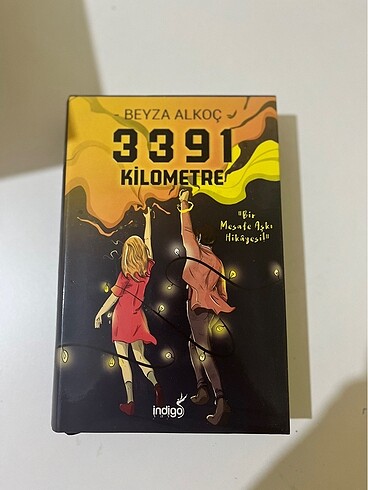 - BEYZA ALKOÇ -
3391
KİLOMETRE
"Bir
Mesafe Aşkı
Hikâyesi!"
indigo